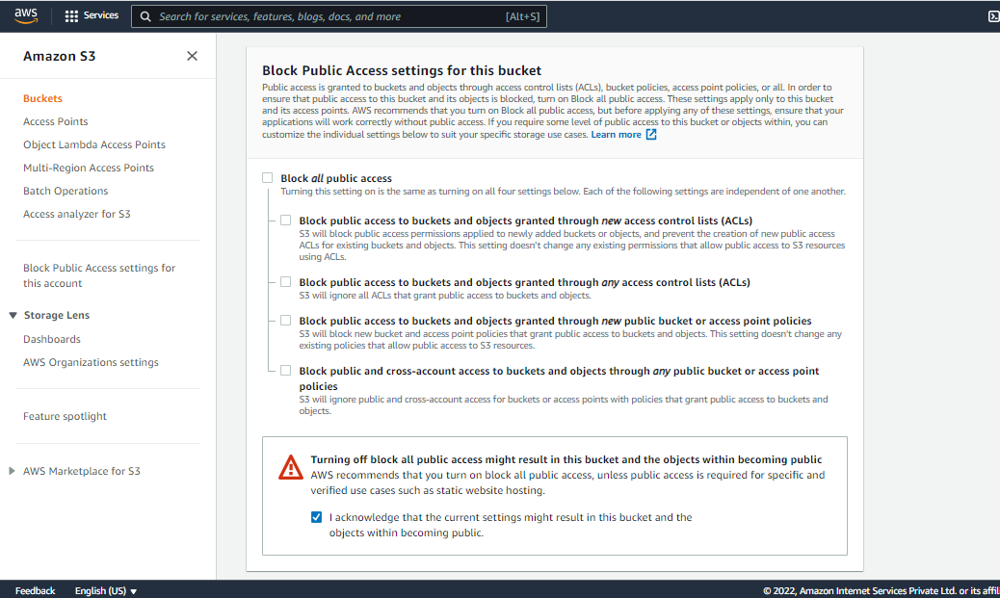 aws
Services
Search for services, features, blogs, docs, and more
[Alt+S]
Amazon S3
Buckets
Access Points
Object Lambda Access Points
Multi-Region Access Points
Batch Operations
Access analyzer for S3
Block Public Access settings for
this account
Storage Lens
Dashboards
AWS Organizations settings
Feature spotlight
AWS Marketplace for S3
Block Public Access settings for this bucket
Public access is granted to buckets and objects through access control lists (ACLs), bucket policies, access point policies, or all. In order to
ensure that public access to this bucket and its objects is blocked, turn on Block all public access. These settings apply only to this bucket
and its access points. AWS recommends that you turn on Block all public access, but before applying any of these settings, ensure that your
applications will work correctly without public access. If you require some level of public access to this bucket or objects within, you can
customize the individual settings below to suit your specific storage use cases. Learn more
Block all public access
Turning this setting on is the same as turning on all four settings below. Each of the following settings are independent of one another.
Block public access to buckets and objects granted through new access control lists (ACLs)
S3 will block public access permissions applied to newly added buckets or objects, and prevent the creation of new public access
ACLs for existing buckets and objects. This setting doesn't change any existing permissions that allow public access to S3 resources
using ACLs.
Block public access to buckets and objects granted through any access control lists (ACLs)
S3 will ignore all ACLs that grant public access to buckets and objects.
Block public access to buckets and objects granted through new public bucket or access point policies
S3 will block new bucket and access point policies that grant public access to buckets and objects. This setting doesn't change any
existing policies that allow public access to S3 resources.
Block public and cross-account access to buckets and objects through any public bucket or access point
policies
S3 will ignore public and cross-account access for buckets or access points with policies that grant public access to buckets and
objects.
Turning off block all public access might result in this bucket and the objects within becoming public
AWS recommends that you turn on block all public access, unless public access is required for specific and
verified use cases such as static website hosting.
I acknowledge that the current settings might result in this bucket and the
objects within becoming public.
Feedback
English (US)
© 2022, Amazon Internet Services Private Ltd. or its affil